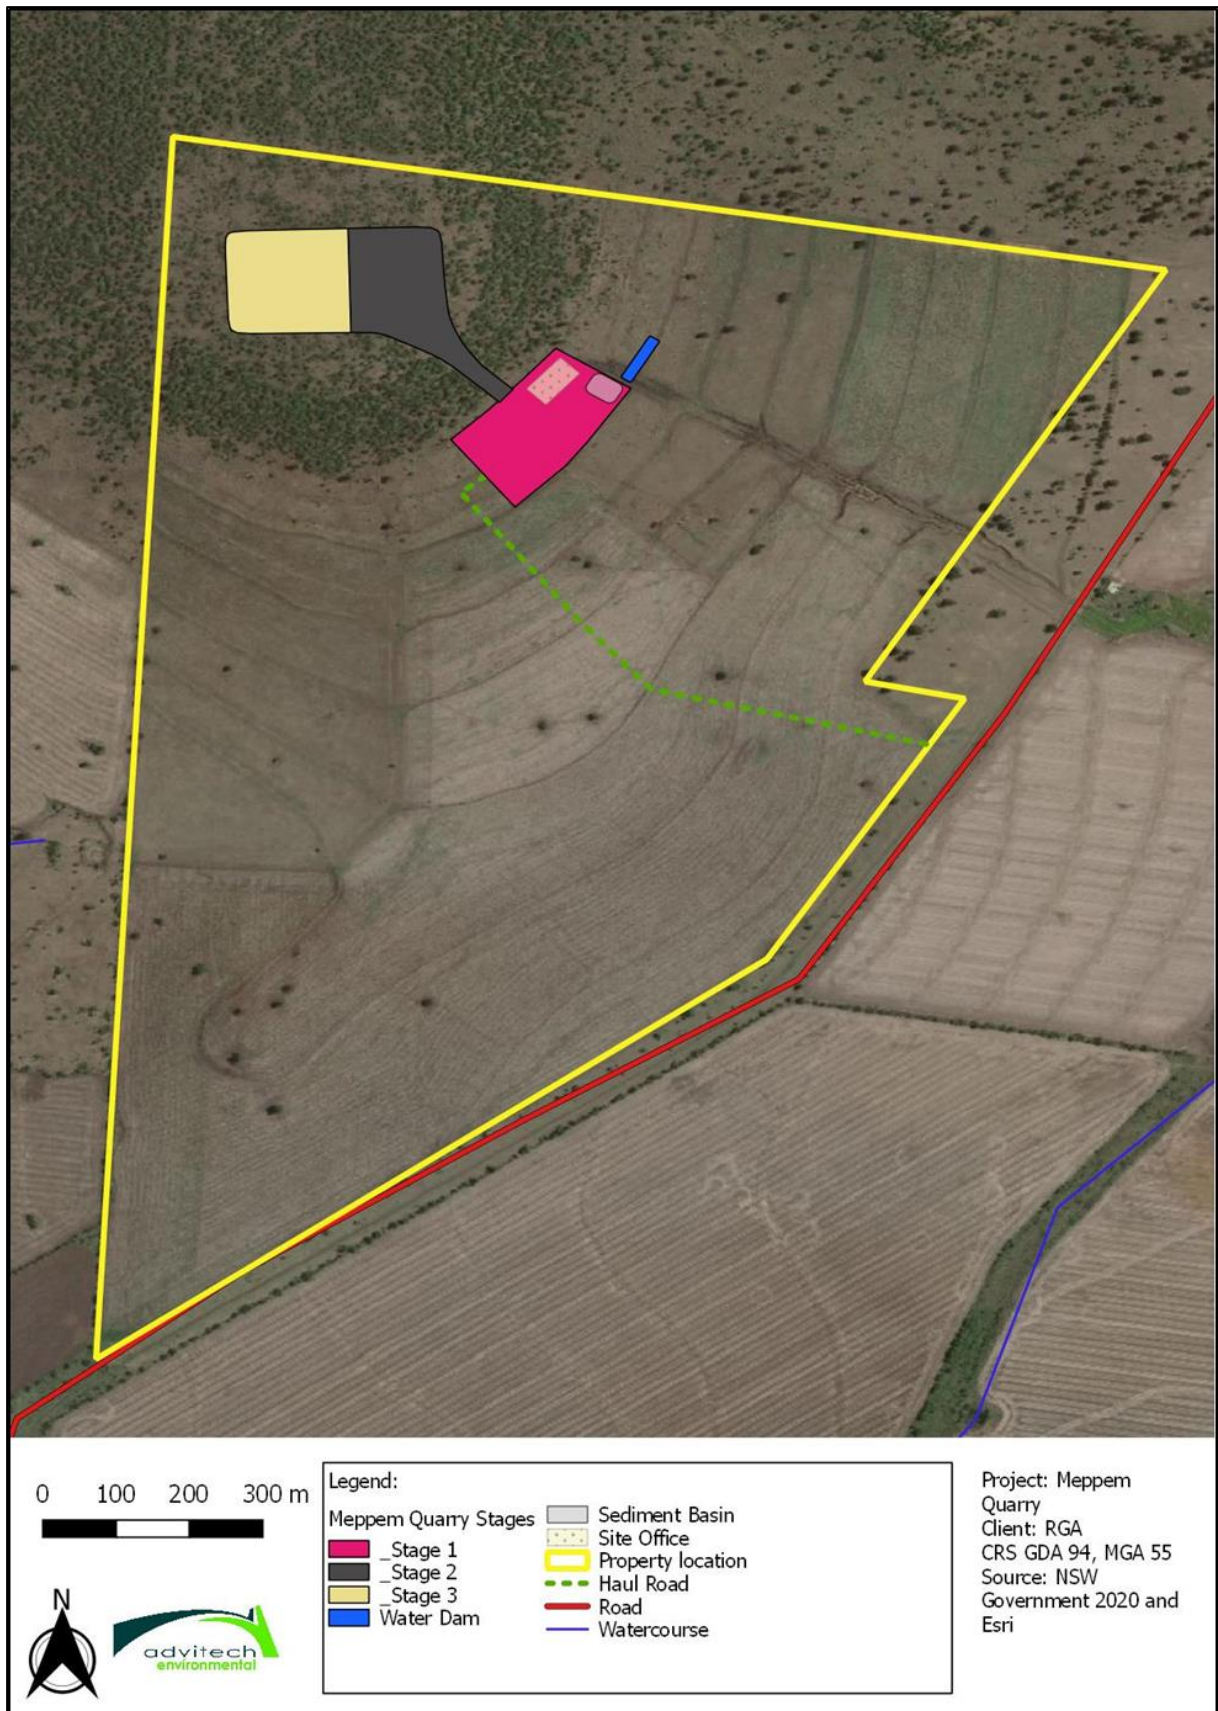 0 100 200 300 m
N
advitech
environmental
Legend:
Meppem Quarry Stages
_Stage 1
_Stage 2
_Stage 3
Water Dam
Sediment Basin
Site Office
Property location
Haul Road
Road
Watercourse
Project: Meppem
Quarry
Client: RGA
CRS GDA 94, MGA 55
Source: NSW
Government 2020 and
Esri